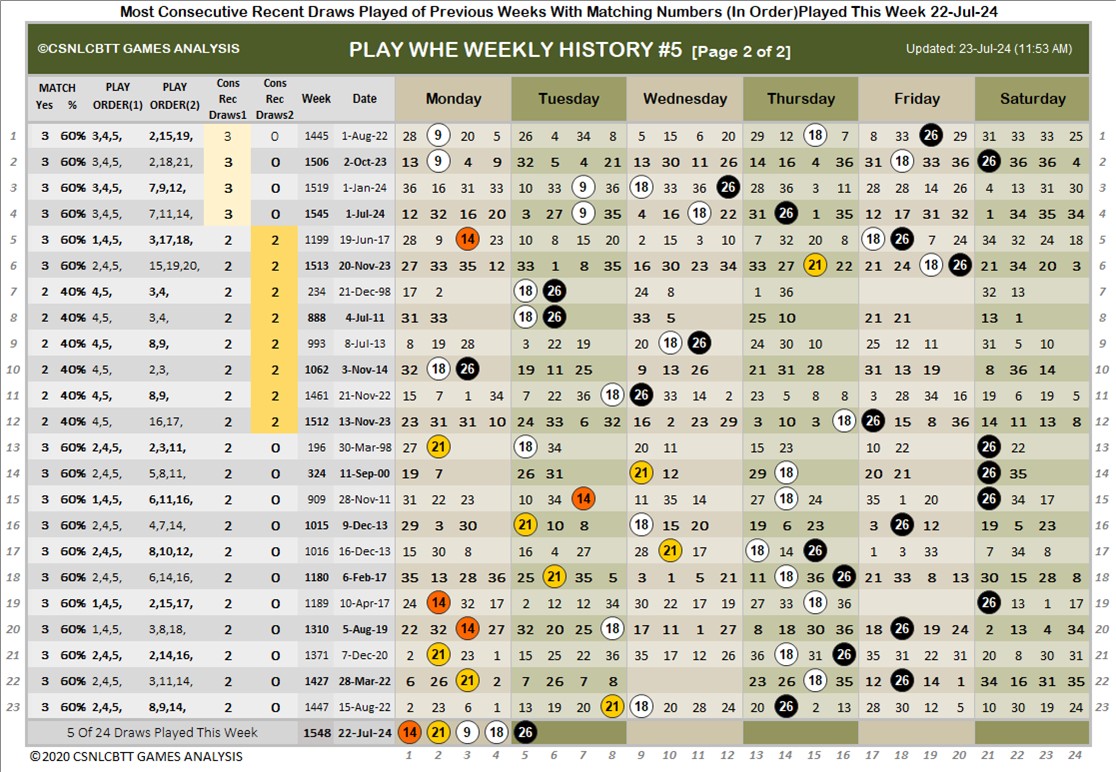 Most Consecutive Recent Draws Played of Previous Weeks With Matching Numbers (In Order)Played This Week 22-Jul-24
©CSNLCBTT GAMES ANALYSIS PLAY WHE WEEKLY HISTORY #5 [Page 2 of 2] Updated: 23-Jul-24 (11:53 AM)
MATCH Yes % PLAY ORDER(1) PLAY ORDER(2) Cons Rec Draws1 Cons Rec Draws2 Week Date Monday Tuesday Wednesday Thursday Friday Saturday
1 3 60% 3,4,5, 2,15,19, 3 0 1445 1-Aug-22 28 9 20 5 26 4 34 8 5 15 6 20 29 12 18 7 8 33 26 29 31 33 33 25 1
2 3 60% 3,4,5, 2,18,21, 3 0 1506 2-Oct-23 13 9 4 9 32 5 4 21 13 30 11 26 14 16 4 36 31 18 33 36 26 36 36 4 2
3 3 60% 3,4,5, 7,9,12, 3 0 1519 1-Jan-24 36 16 31 33 10 33 9 36 18 33 36 26 28 36 3 11 28 28 14 26 4 13 31 30 3
4 3 60% 3,4,5, 7,11,14, 3 0 1545 1-Jul-24 12 32 16 20 3 27 9 35 4 16 11 22 31 26 1 35 12 17 31 32 1 34 35 34 4
5 3 60% 1,4,5, 3,17,18, 2 2 1199 19-Jun-17 28 9 14 23 10 8 15 20 2 15 3 10 7 32 20 8 18 26 7 24 34 32 24 18 5
6 3 60% 2,4,5, 15,19,20, 2 2 1513 20-Nov-23 27 33 35 12 33 1 8 35 16 30 23 34 33 27 21 22 21 24 18 26 21 34 20 3 6
7 2 40% 4,5, 3,4, 2 2 234 21-Dec-98 17 2 18 26 24 8 1 36 32 13 7
8 2 40% 4,5, 3,4, 2 2 888 4-Jul-11 31 33 18 26 33 5 25 10 21 21 13 1 8
9 2 40% 4,5, 8,9, 2 2 993 8-Jul-13 8 19 28 3 22 19 20 18 26 24 30 10 25 12 11 31 5 10 9
10 2 40% 4,5, 2,3, 2 2 1062 3-Nov-14 32 18 26 19 11 25 9 13 26 21 31 28 31 13 19 8 36 14 10
11 2 40% 4,5, 8,9, 2 2 1461 21-Nov-22 15 7 1 34 7 22 36 18 26 33 14 2 23 5 8 8 3 28 34 16 19 6 19 5 11
12 2 40% 4,5, 16,17, 2 2 1512 13-Nov-23 23 31 31 10 24 33 6 32 16 2 23 29 3 10 3 18 26 15 8 36 14 11 13 8 12
13 3 60% 2,4,5, 2,3,11, 2 0 196 30-Mar-98 27 21 18 34 20 11 15 23 10 22 26 22 13
14 3 60% 2,4,5, 5,8,11, 2 0 324 11-Sep-00 19 7 26 31 21 12 29 18 20 21 26 35 14
15 3 60% 1,4,5, 6,11,16, 2 0 909 28-Nov-11 31 22 23 10 34 14 11 35 14 27 18 24 35 1 20 26 34 17 15
16 3 60% 2,4,5, 4,7,14, 2 0 1015 9-Dec-13 29 3 30 21 10 8 18 15 20 19 6 23 3 26 12 19 5 23 16
17 3 60% 2,4,5, 8,10,12, 2 0 1016 16-Dec-13 15 30 8 16 4 27 28 21 17 18 14 26 1 3 33 7 34 8 17
18 3 60% 2,4,5, 6,14,16, 2 0 1180 6-Feb-17 35 13 28 36 25 21 35 5 3 1 5 21 11 18 36 26 21 33 8 13 30 15 28 8 18
19 3 60% 1,4,5, 2,15,17, 2 0 1189 10-Apr-17 24 14 32 17 2 12 12 34 30 22 17 19 27 33 18 36 26 13 1 17 19
20 3 60% 1,4,5, 3,8,18, 2 0 1310 5-Aug-19 22 32 14 27 32 20 25 18 17 11 1 27 8 18 30 36 18 26 19 24 2 13 4 34 20
21 3 60% 2,4,5, 2,14,16, 2 0 1371 7-Dec-20 2 21 23 1 15 25 22 36 35 17 12 26 14 18 31 26 35 31 22 31 20 8 30 31 21
22 3 60% 2,4,5, 3,11,14, 2 0 1427 28-Mar-22 6 26 21 2 7 26 7 8 23 26 18 35 12 26 14 1 34 16 31 35 22
23 3 60% 2,4,5, 8,9,14, 2 0 1447 15-Aug-22 2 23 6 1 13 19 20 21 18 20 28 24 20 26 2 13 28 30 12 5 10 30 19 24 23
5 Of 24 Draws Played This Week 1548 22-Jul-24 14 21 9 18 26
©2020 CSNLCBTT GAMES ANALYSIS 1 2 3 4 5 6 7 8 9 10 11 12 13 14 15 16 17 18 19 20 21 22 23 24